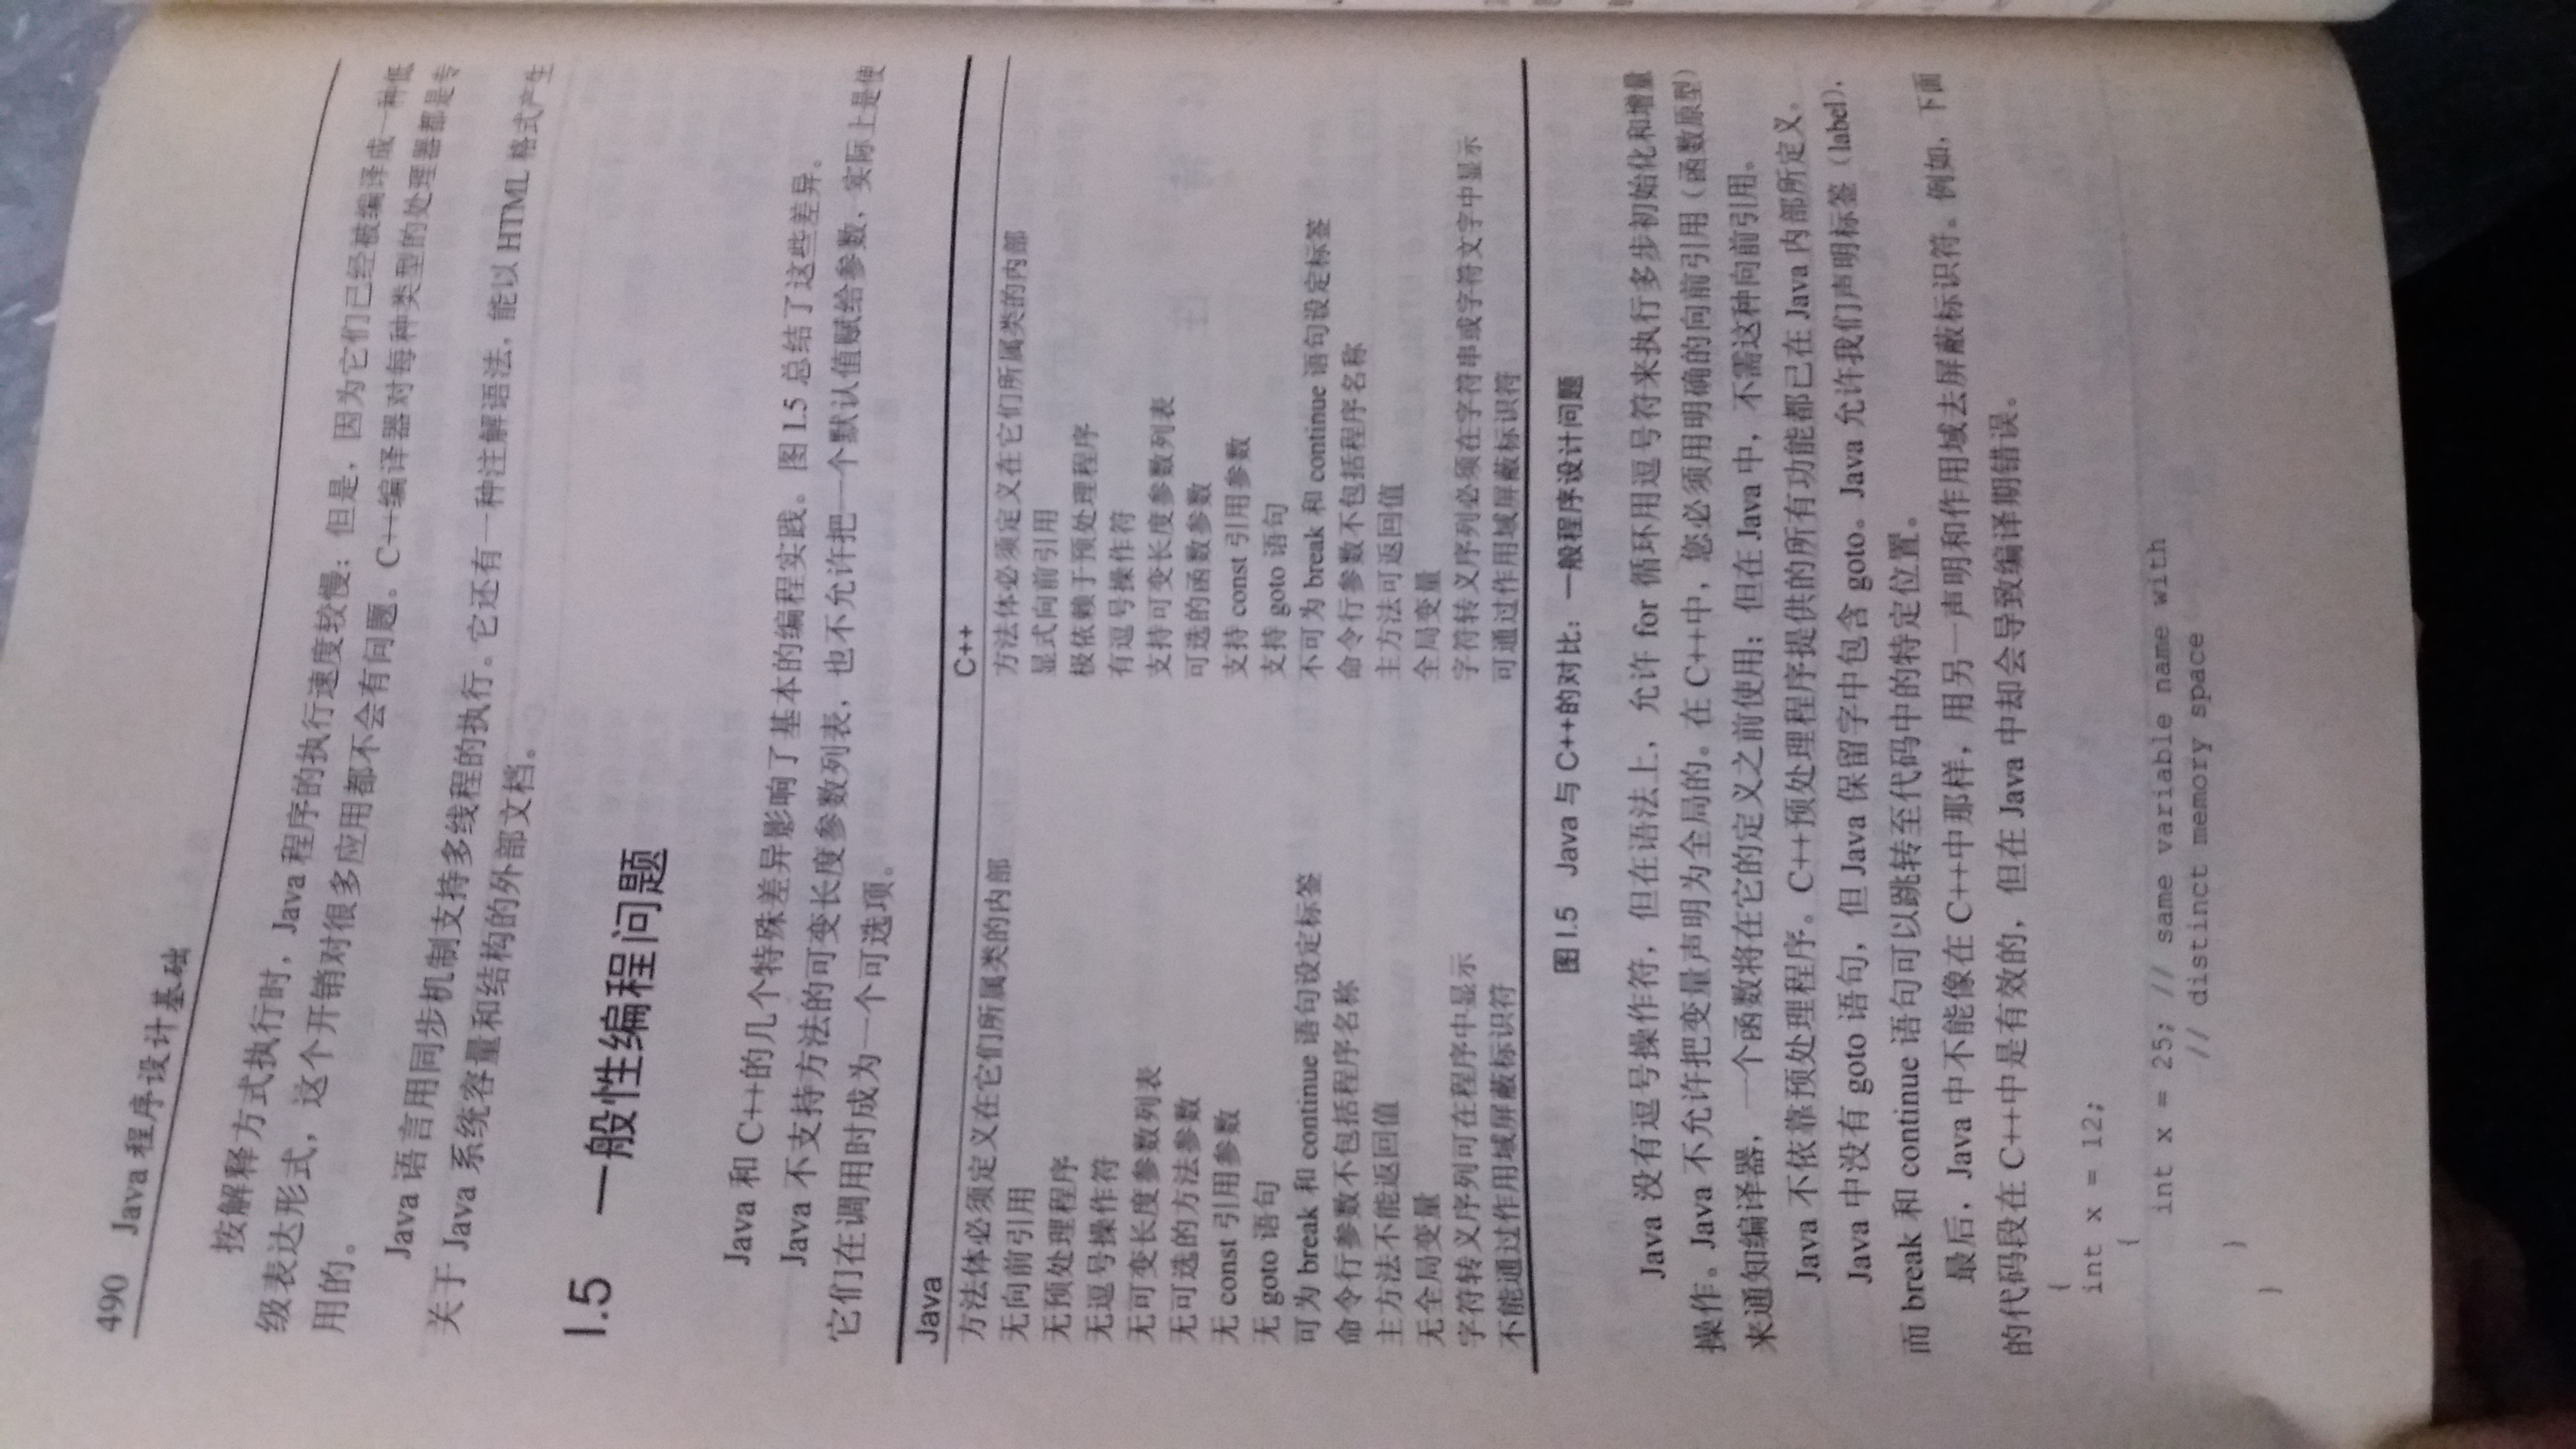 490 Java 程序设计基础
按解释方式执行时，Java 程序的执行速度较慢；但是，因为它们已经被编译成一种低
级表达形式，这个开销对很多应用都不会有问题。C++编译器对每种类型的处理器都是专
用的。
Java 语言用同步机制支持多线程的执行。它还有一种注解语法，能以 HTML 格式产生
关于 Java 系统容量和结构的外部文档。
I.5 一般性编程问题
Java 和 C++的几个特殊差异影响了基本的编程实践。图 I.5 总结了这些差异。
Java 不支持方法的可变长度参数列表，也不允许把一个默认值赋给参数，实际上是使
它们在调用时成为一个可选项。
Java C++
方法体必须定义在它们所属类的内部 方法体必须定义在它们所属类的内部
无向前引用 显式向前引用
无预处理程序 极依赖于预处理程序
无逗号操作符 有逗号操作符
无可变长度参数列表 支持可变长度参数列表
无可选的方法参数 可选的函数参数
无 const 引用参数 支持 const 引用参数
无 goto 语句 支持 goto 语句
可为 break 和 continue 语句设定标签 不可为 break 和 continue 语句设定标签
命令行参数不包括程序名称 命令行参数不包括程序名称
主方法不能返回值 主方法可返回值
无全局变量 全局变量
字符转义序列可在程序中显示 字符转义序列必须在字符串或字符文字中显示
不能通过作用域屏蔽标识符 可通过作用域屏蔽标识符
图 I.5 Java 与 C++的对比：一般程序设计问题
Java 没有逗号操作符，但在语法上，允许 for 循环用逗号符来执行多步初始化和增量
操作。Java 不允许把变量声明为全局的。在 C++中，您必须用明确的向前引用（函数原型）
来通知编译器，一个函数将在它的定义之前使用；但在 Java 中，不需这种向前引用。
Java 不依靠预处理程序。C++预处理程序提供的所有功能都已在 Java 内部所定义。
Java 中没有 goto 语句，但 Java 保留字中包含 goto。Java 允许我们声明标签（label），
而 break 和 continue 语句可以跳转至代码中的特定位置。
最后，Java 中不能像在 C++中那样，用另一声明和作用域去屏蔽标识符。例如，下面
的代码段在 C++中是有效的，但在 Java 中却会导致编译期错误。
{
int x = 12;
{
int x = 25; // same variable name with
// distinct memory space
}
}